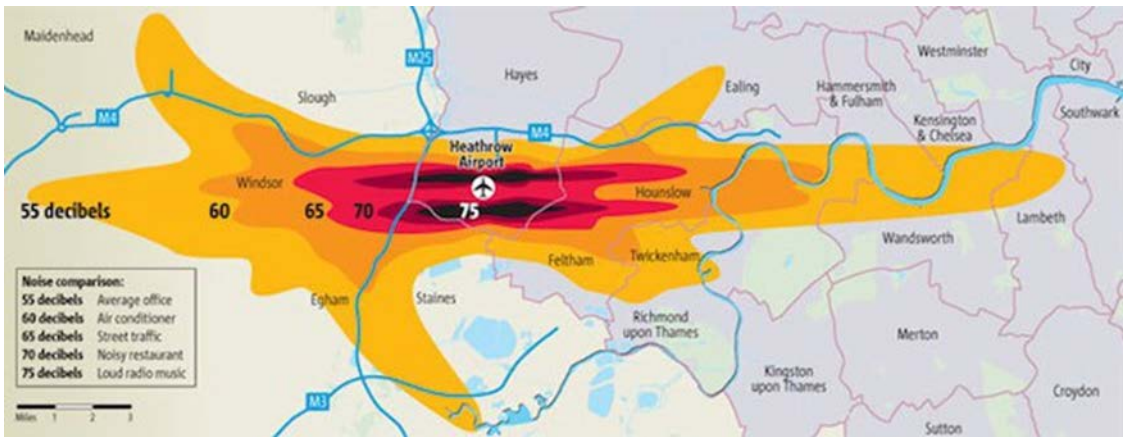 Maidenhead
M25
Westminster
City
Hayes
Ealing
Hammersmith
& Fulham
Slough
Southwark
M4
Kensington
& Chelsea
M4
Heathrow
Airport
Windsor
Hounslow
55 decibels
60
65
70
75
Lambeth
Wandsworth
Feltham
Twickenham
Noise comparison:
55 decibels Average office
60 decibels Air conditioner
65 decibels Street traffic
70 decibels Noisy restaurant
75 decibels Loud radio music
Egham
Staines
Richmond
upon Thames
Merton
Kingston
upon Thames
Croydon
M3
Miles 1 2 3
Sutton